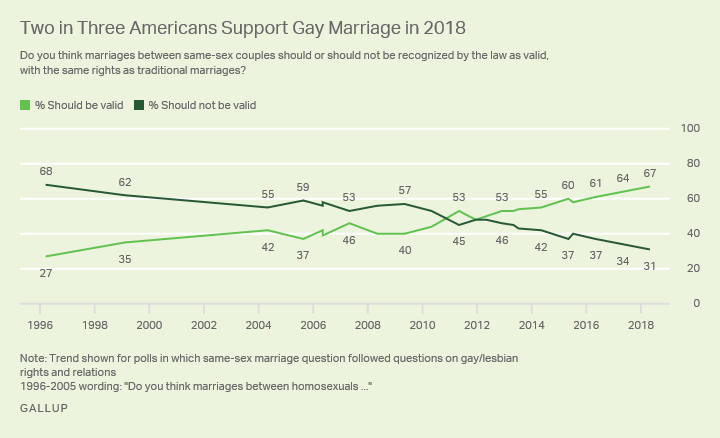 Two in Three Americans Support Gay Marriage in 2018
Do you think marriages between same-sex couples should or should not be recognized by the law as valid,
with the same rights as traditional marriages?
% Should be valid % Should not be valid
100
80
60
40
20
0
68 62 55 59 53 57 53 53 55 60 61 64 67
27 35 42 37 46 40 45 46 42 37 37 34 31
1996 1998 2000 2002 2004 2006 2008 2010 2012 2014 2016 2018
Note: Trend shown for polls in which same-sex marriage question followed questions on gay/lesbian
rights and relations
1996-2005 wording: "Do you think marriages between homosexuals ..."
GALLUP